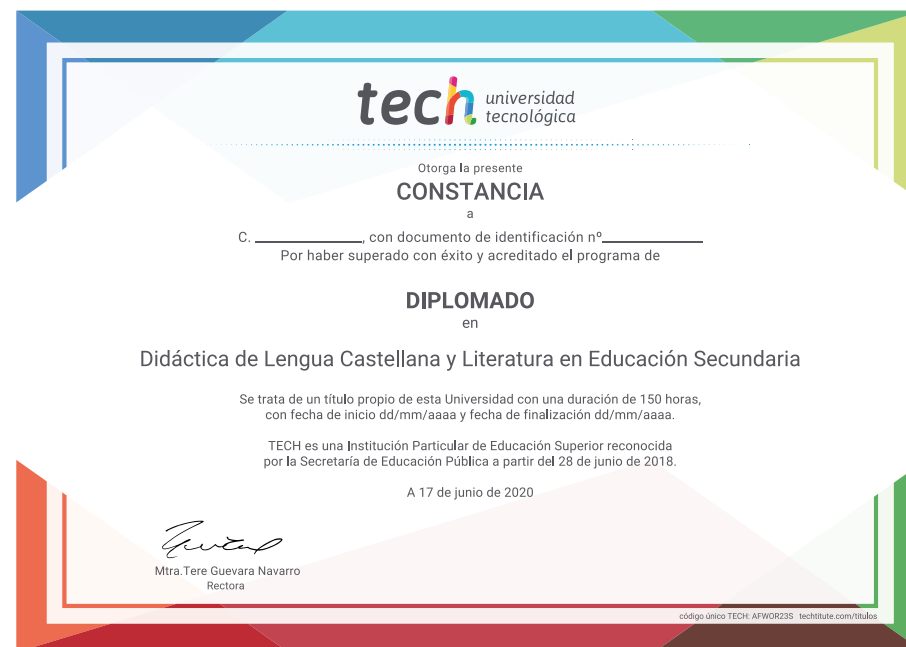 tech universidad
tecnológica
Otorga la presente
CONSTANCIA
a
C. ____________, con documento de identificación nº____________
Por haber superado con éxito y acreditado el programa de
DIPLOMADO
en
Didáctica de Lengua Castellana y Literatura en Educación Secundaria
Se trata de un título propio de esta Universidad con una duración de 150 horas,
con fecha de inicio dd/mm/aaaa y fecha de finalización dd/mm/aaaa.
TECH es una Institución Particular de Educación Superior reconocida
por la Secretaría de Educación Pública a partir del 28 de junio de 2018.
A 17 de junio de 2020
Mtra.Tere Guevara Navarro
Rectora
código único TECH: AFWOR23S techtitute.com/titulos